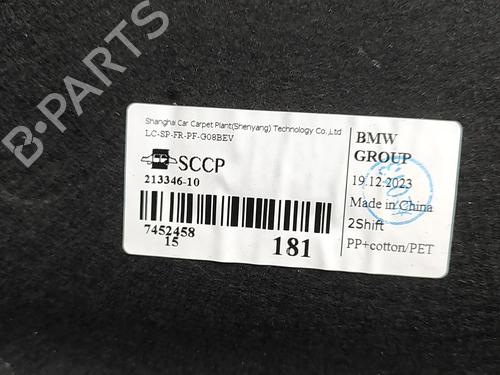 Shanghai Car Carpet Plant(Shenyang) Technology Co.,Ltd
LC-SP-FR-PF-G08BEV
SCCP
213346-10
7452458
15
181
BMW
GROUP
19.12.2023
Made in China
2Shift
PP+cotton/PET
B-PARTS